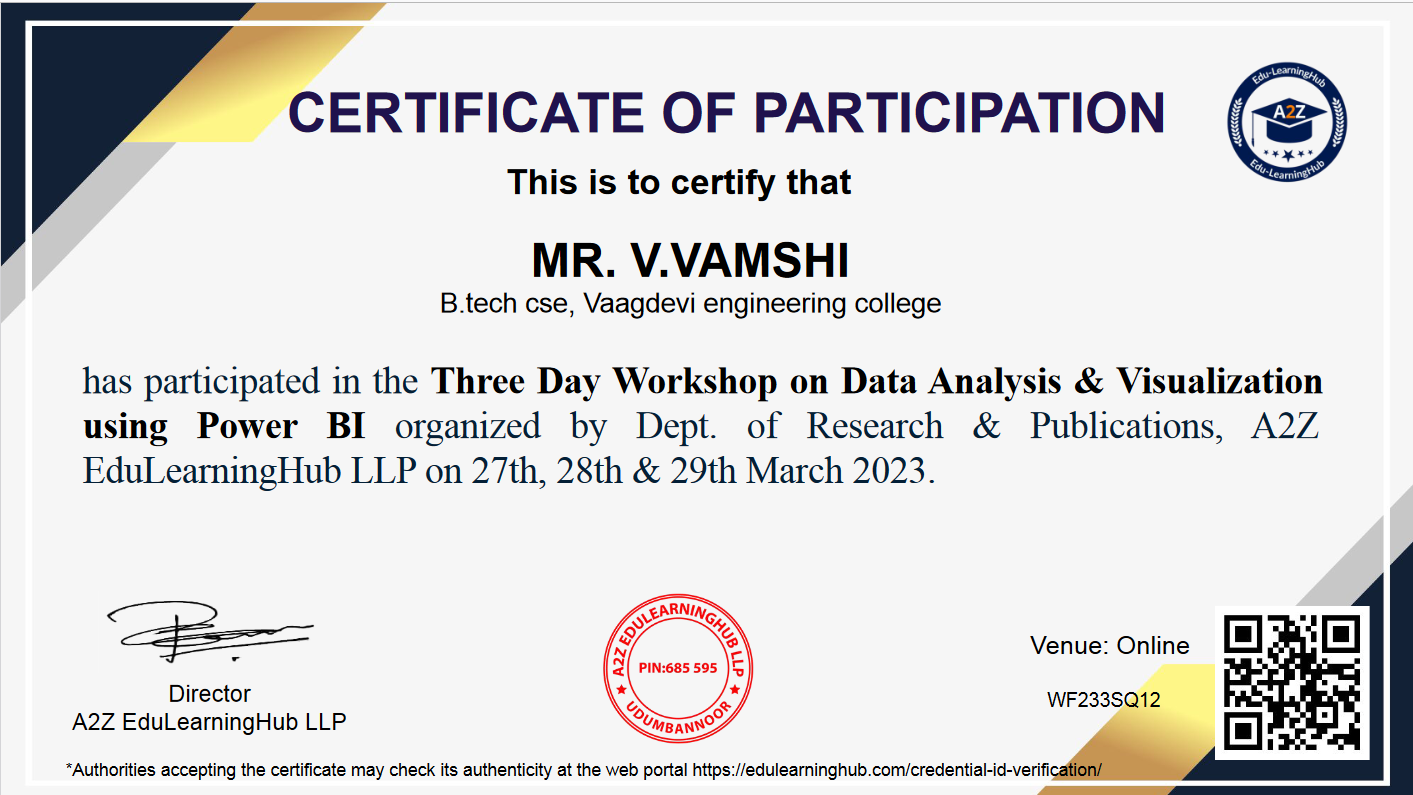 CERTIFICATE OF PARTICIPATION
Edu-LearningHub
A2Z
Edu-LearningHub
This is to certify that
MR. V.VAMSHI
B.tech cse, Vaagdevi engineering college
has participated in the Three Day Workshop on Data Analysis & Visualization
using Power BI organized by Dept. of Research & Publications, A2Z
EduLearningHub LLP on 27th, 28th & 29th March 2023.
Director
A2Z EduLearningHub LLP
A2Z EDULEARNINGHUB LLP
PIN:685 595
UDUMBANNOOR
Venue: Online
WF233SQ12
*Authorities accepting the certificate may check its authenticity at the web portal https://edulearninghub.com/credential-id-verification/